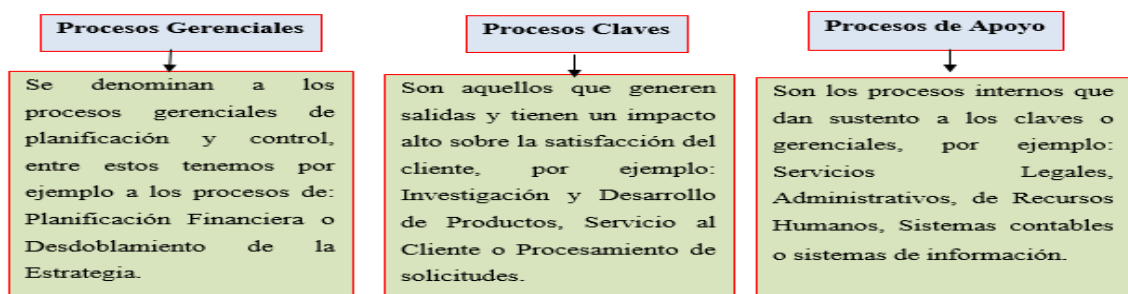 Procesos Gerenciales
Se denominan a los
procesos gerenciales de
planificación y control,
entre estos tenemos por
ejemplo a los procesos de:
Planificación Financiera o
Desdoblamiento de la
Estrategia.
Procesos Claves
Son aquellos que generen
salidas y tienen un impacto
alto sobre la satisfacción del
cliente, por ejemplo:
Investigación y Desarrollo
de Productos, Servicio al
Cliente o Procesamiento de
solicitudes.
Procesos de Apoyo
Son los procesos internos que
dan sustento a los claves o
gerenciales, por ejemplo:
Servicios Legales,
Administrativos, de Recursos
Humanos, Sistemas contables
o sistemas de información.